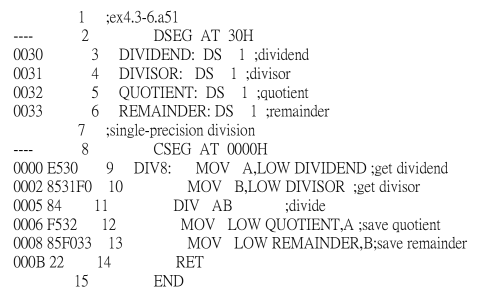 1 ;ex4.3-6.a51
---- 2 DSEG AT 30H
0030 3 DIVIDEND: DS 1 ;dividend
0031 4 DIVISOR: DS 1 ;divisor
0032 5 QUOTIENT: DS 1 ;quotient
0033 6 REMAINDER: DS 1 ;remainder
7 ;single-precision division
---- 8 CSEG AT 0000H
0000 E530 9 DIV8: MOV A,LOW DIVIDEND ;get dividend
0002 8531F0 10 MOV B,LOW DIVISOR ;get divisor
0005 84 11 DIV AB ;divide
0006 F532 12 MOV LOW QUOTIENT,A ;save quotient
0008 85F033 13 MOV LOW REMAINDER,B;save remainder
000B 22 14 RET
15 END